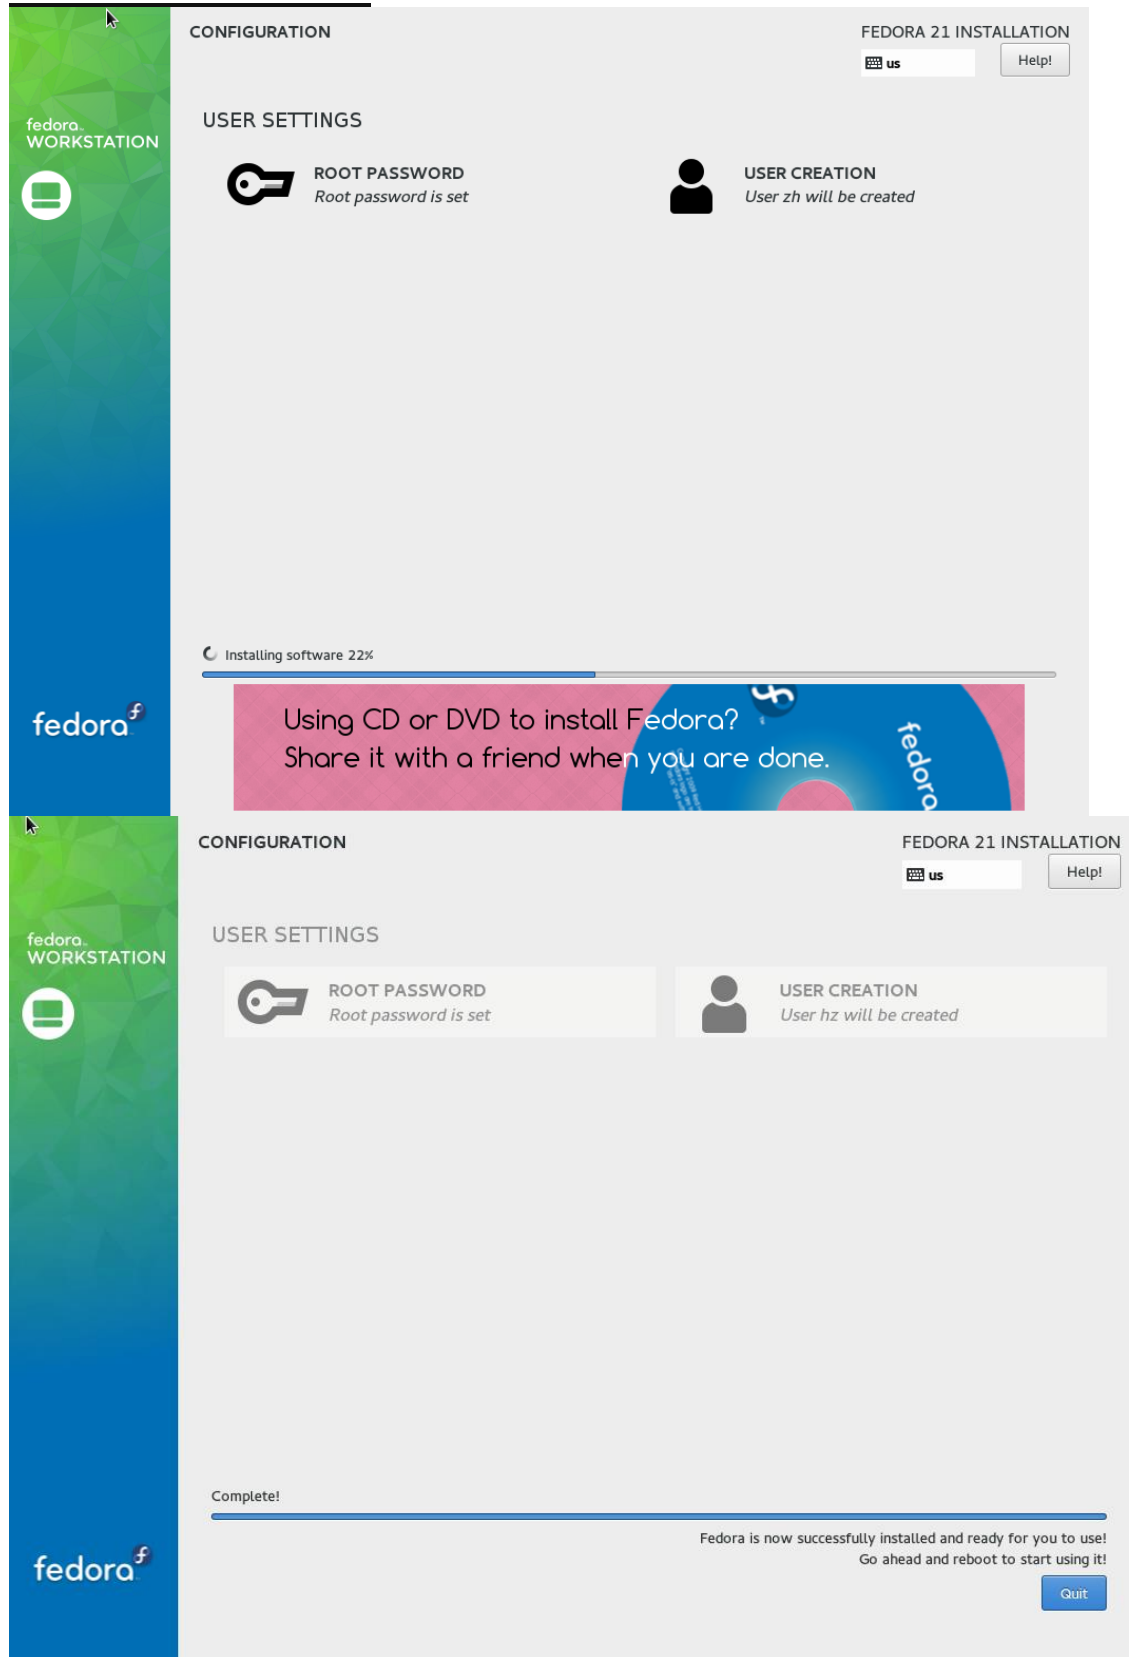 CONFIGURATION
FEDORA 21 INSTALLATION
us
Help!
fedora
WORKSTATION
USER SETTINGS
ROOT PASSWORD
Root password is set
USER CREATION
User zh will be created
Installing software 22%
fedora
Using CD or DVD to install Fedora?
Share it with a friend when you are done.
fedora
CONFIGURATION
FEDORA 21 INSTALLATION
us
Help!
fedora
WORKSTATION
USER SETTINGS
ROOT PASSWORD
Root password is set
USER CREATION
User hz will be created
Complete!
Fedora is now successfully installed and ready for you to use!
Go ahead and reboot to start using it!
fedora
Quit